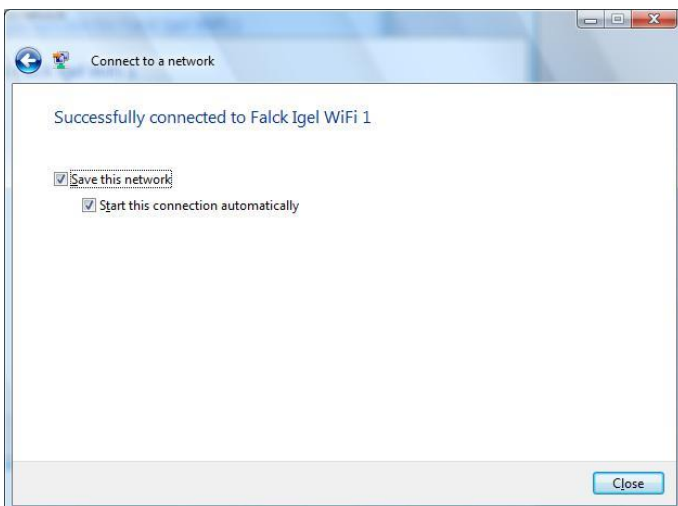 Connect to a network
Successfully connected to Falck Igel WiFi 1
Save this network
Start this connection automatically
Close